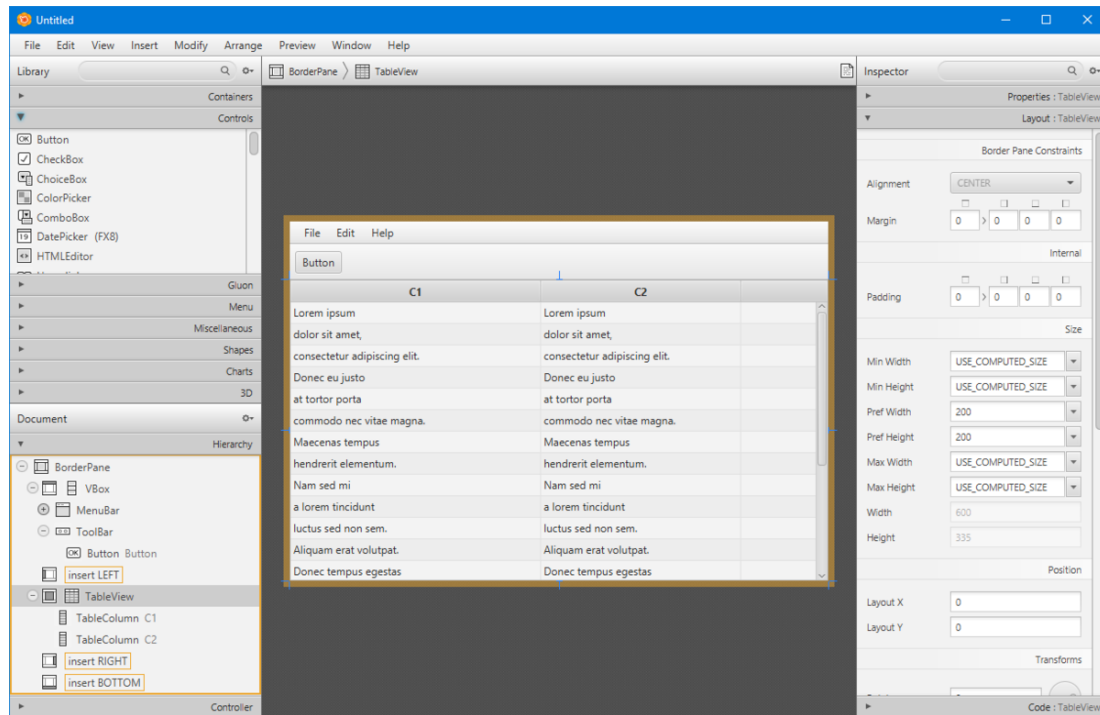 Untitled
File Edit View Insert Modify Arrange Preview Window Help
Library
BorderPane TableView
Inspector
Containers
Controls
Button
CheckBox
ChoiceBox
ColorPicker
ComboBox
DatePicker (FX8)
HTMLEditor
Gluon
Menu
Miscellaneous
Shapes
Charts
3D
Document
Hierarchy
BorderPane
VBox
MenuBar
ToolBar
OK Button Button
insert LEFT
TableView
TableColumn C1
TableColumn C2
insert RIGHT
insert BOTTOM
Controller
File Edit Help
Button
C1 C2
Lorem ipsum Lorem ipsum
dolor sit amet, dolor sit amet,
consectetur adipiscing elit. consectetur adipiscing elit.
Donec eu justo Donec eu justo
at tortor porta at tortor porta
commodo nec vitae magna. commodo nec vitae magna.
Maecenas tempus Maecenas tempus
hendrerit elementum. hendrerit elementum.
Nam sed mi Nam sed mi
a lorem tincidunt a lorem tincidunt
luctus sed non sem. luctus sed non sem.
Aliquam erat volutpat. Aliquam erat volutpat.
Donec tempus egestas Donec tempus egestas
Properties : TableView
Layout : TableView
Border Pane Constraints
Alignment CENTER
Margin 0 0 0 0
Internal
Padding 0 0 0 0
Size
Min Width USE_COMPUTED_SIZE
Min Height USE_COMPUTED_SIZE
Pref Width 200
Pref Height 200
Max Width USE_COMPUTED_SIZE
Max Height USE_COMPUTED_SIZE
Width 600
Height 335
Position
Layout X 0
Layout Y 0
Transforms
Code : TableView